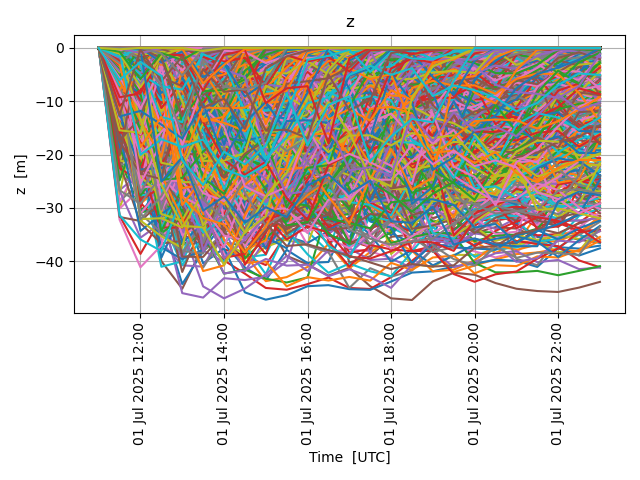 z
0
−10
−20
−30
−40
z [m]
01 Jul 2025 12:00
01 Jul 2025 14:00
01 Jul 2025 16:00
01 Jul 2025 18:00
01 Jul 2025 20:00
01 Jul 2025 22:00
Time [UTC]